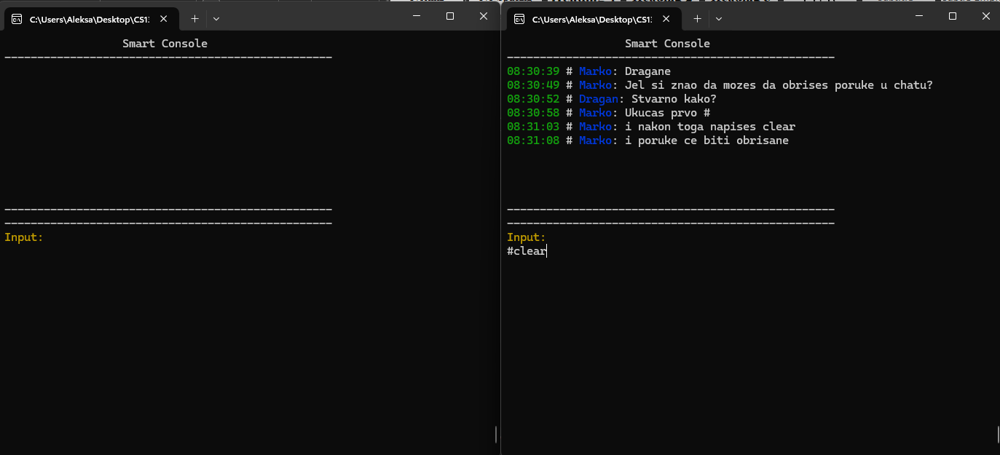 C:\Users\Aleksa\Desktop\CS1
Smart Console
--------------------------------------------------
--------------------------------------------------
--------------------------------------------------
Input:
C:\Users\Aleksa\Desktop\CS1
Smart Console
--------------------------------------------------
08:30:39 # Marko: Dragane
08:30:49 # Marko: Jel si znao da mozes da obrises poruke u chatu?
08:30:52 # Dragan: Stvarno kako?
08:30:58 # Marko: Ukucas prvo #
08:31:03 # Marko: i nakon toga napises clear
08:31:08 # Marko: i poruke ce biti obrisane
--------------------------------------------------
--------------------------------------------------
Input:
#clear